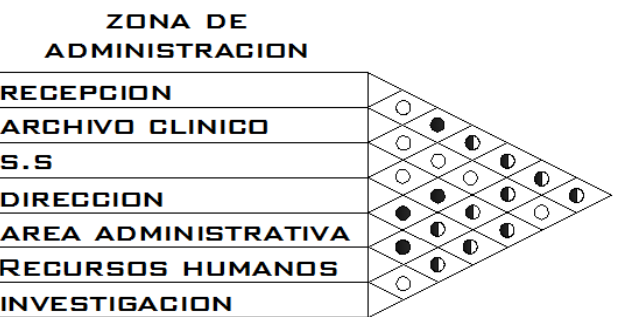 ZONA DE
ADMINISTRACION
RECEPCION
ARCHIVO CLINICO
S.S
DIRECCION
AREA ADMINISTRATIVA
RECURSOS HUMANOS
INVESTIGACION